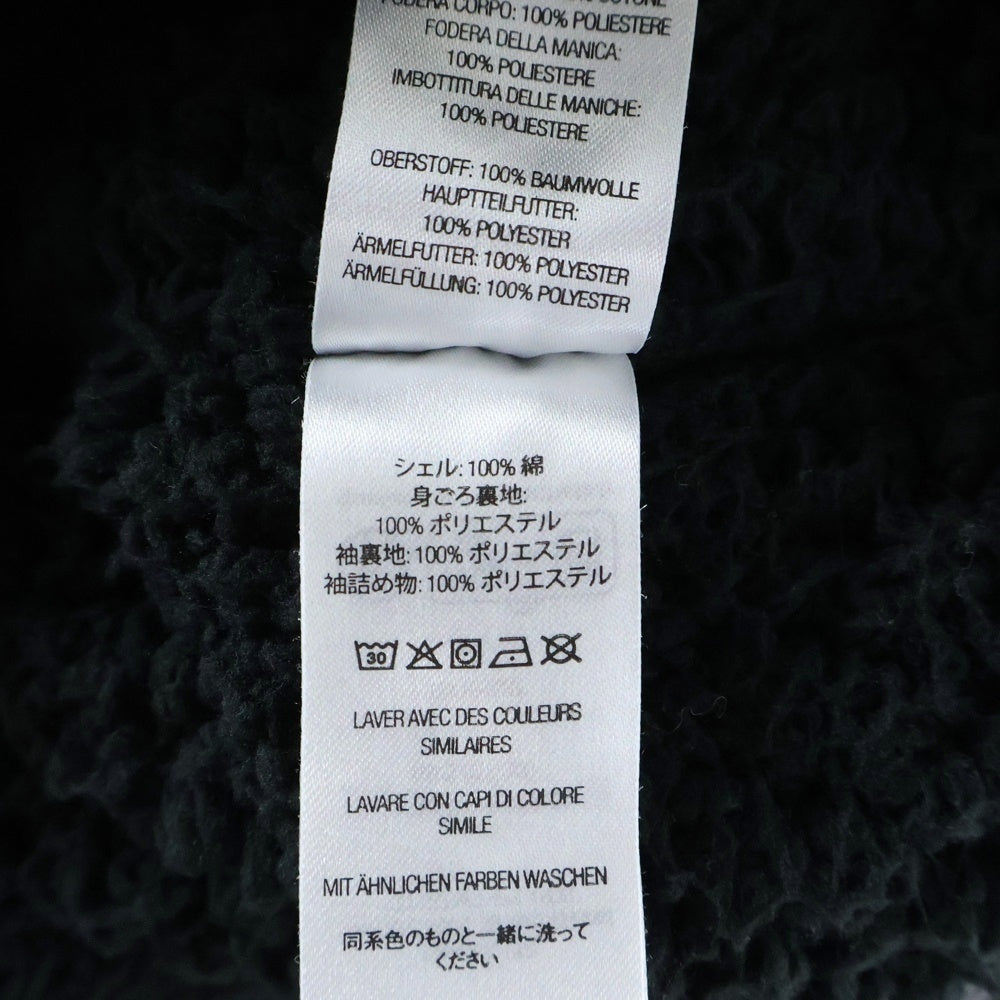 FODERA CORPO: 100% POLIESTERE
FODERA DELLA MANICA:
100% POLIESTERE
IMBOTTITURA DELLE MANICHE:
100% POLIESTERE
OBERSTOFF: 100% BAUMWOLLE
HAUPTTEILFUTTER:
100% POLYESTER
ÄRMELFUTTER: 100% POLYESTER
ÄRMELFÜLLUNG: 100% POLYESTER
シェル: 100% 綿
身ごろ裏地:
100% ポリエステル
袖裏地: 100% ポリエステル
袖詰め物: 100% ポリエステル
30
LAVER AVEC DES COULEURS
SIMILAIRES
LAVARE CON CAPI DI COLORE
SIMILE
MIT ÄHNLICHEN FARBEN WASCHEN
同系色のものと一緒に洗って
ください